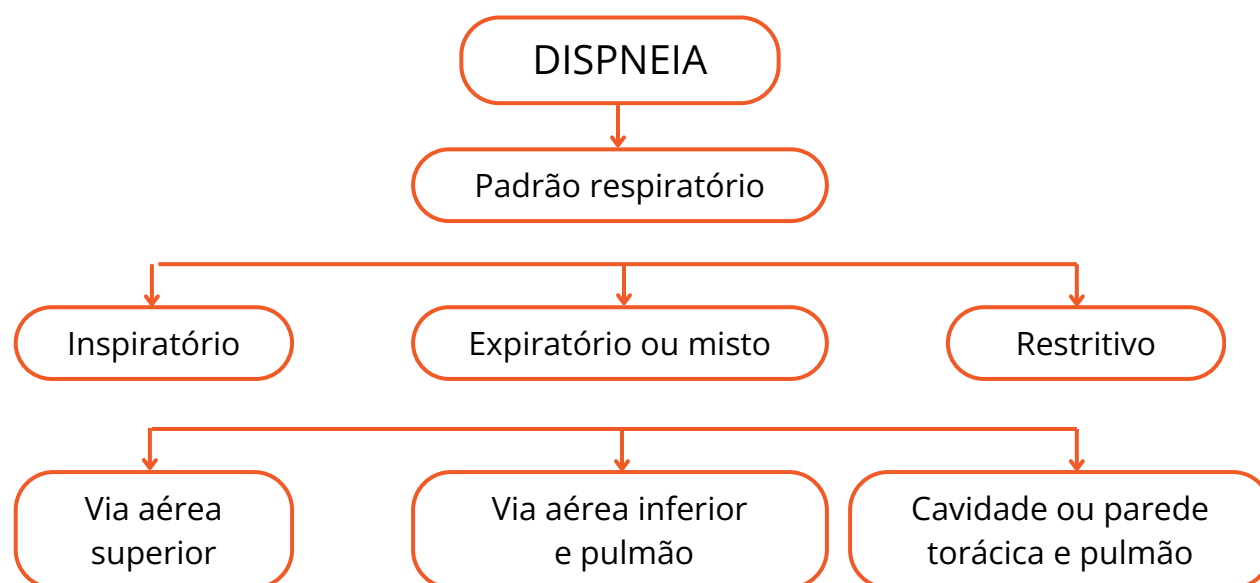 DISPNEIA
Padrão respiratório
Inspiratório
Expiratório ou misto
Restritivo
Via aérea
superior
Via aérea inferior
e pulmão
Cavidade ou parede
torácica e pulmão